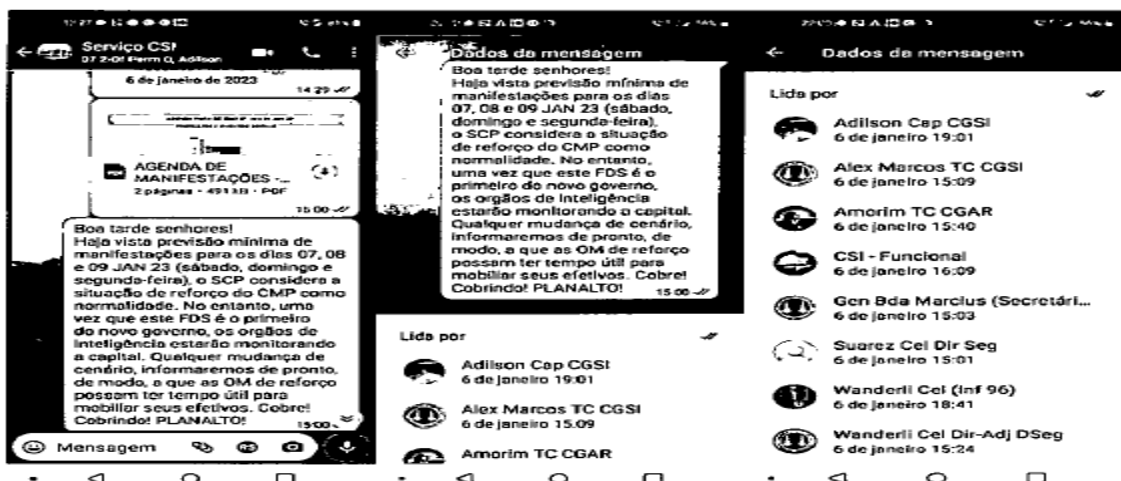 Serviço CSI
07 2-Of Perm O, Adilson
6 de janeiro de 2023
14 29
AGENDA DE
MANIFESTAÇÕES -...
2 páginas • 491 kB • PDF
15 00
Boa tarde senhores!
Haja vista previsão mínima de
manifestações para os dias 07, 08
e 09 JAN 23 (sábado, domingo e
segunda-feira), o SCP considera a
situação de reforço do CMP como
normalidade. No entanto, uma
vez que este FDS é o primeiro
do novo governo, os orgãos de
Inteligência estarão monitorando
a capital. Qualquer mudança de
cenário, informaremos de pronto,
de modo, a que as OM de reforço
possam ter tempo útil para
mobiliar seus efetivos. Cobre!
Cobrindo! PLANALTO!
15:00
Mensagem
Dados da mensagem
Boa tarde senhores!
Haja vista previsão mínima de
manifestações para os dias
07, 08 e 09 JAN 23 (sábado,
domingo e segunda-feira),
o SCP considera a situação
de reforço do CMP como
normalidade. No entanto,
uma vez que este FDS é o
primeiro do novo governo,
os orgãos de Inteligência
estarão monitorando a capital.
Qualquer mudança de cenário,
informaremos de pronto, de
modo, a que as OM de reforço
possam ter tempo útil para
mobiliar seus efetivos. Cobre!
Cobrindo! PLANALTO!
15 00
Lida por
Adilson Cap CGSI
6 de janeiro 19:01
Alex Marcos TC CGSI
6 de janeiro 15.09
Amorim TC CGAR
Dados da mensagem
Lida por
Adilson Cap CGSI
6 de janeiro 19:01
Alex Marcos TC CGSI
6 de janeiro 15:09
Amorim TC CGAR
6 de janeiro 15:40
CSI - Funcional
6 de janeiro 16:09
Gen Bda Marcius (Secretári...
6 de janeiro 15:03
Suarez Cel Dir Seg
6 de janeiro 15:01
Wanderli Cel (Inf 96)
6 de janeiro 18:41
Wanderli Cel Dir-Adj DSeg
6 de janeiro 15:24